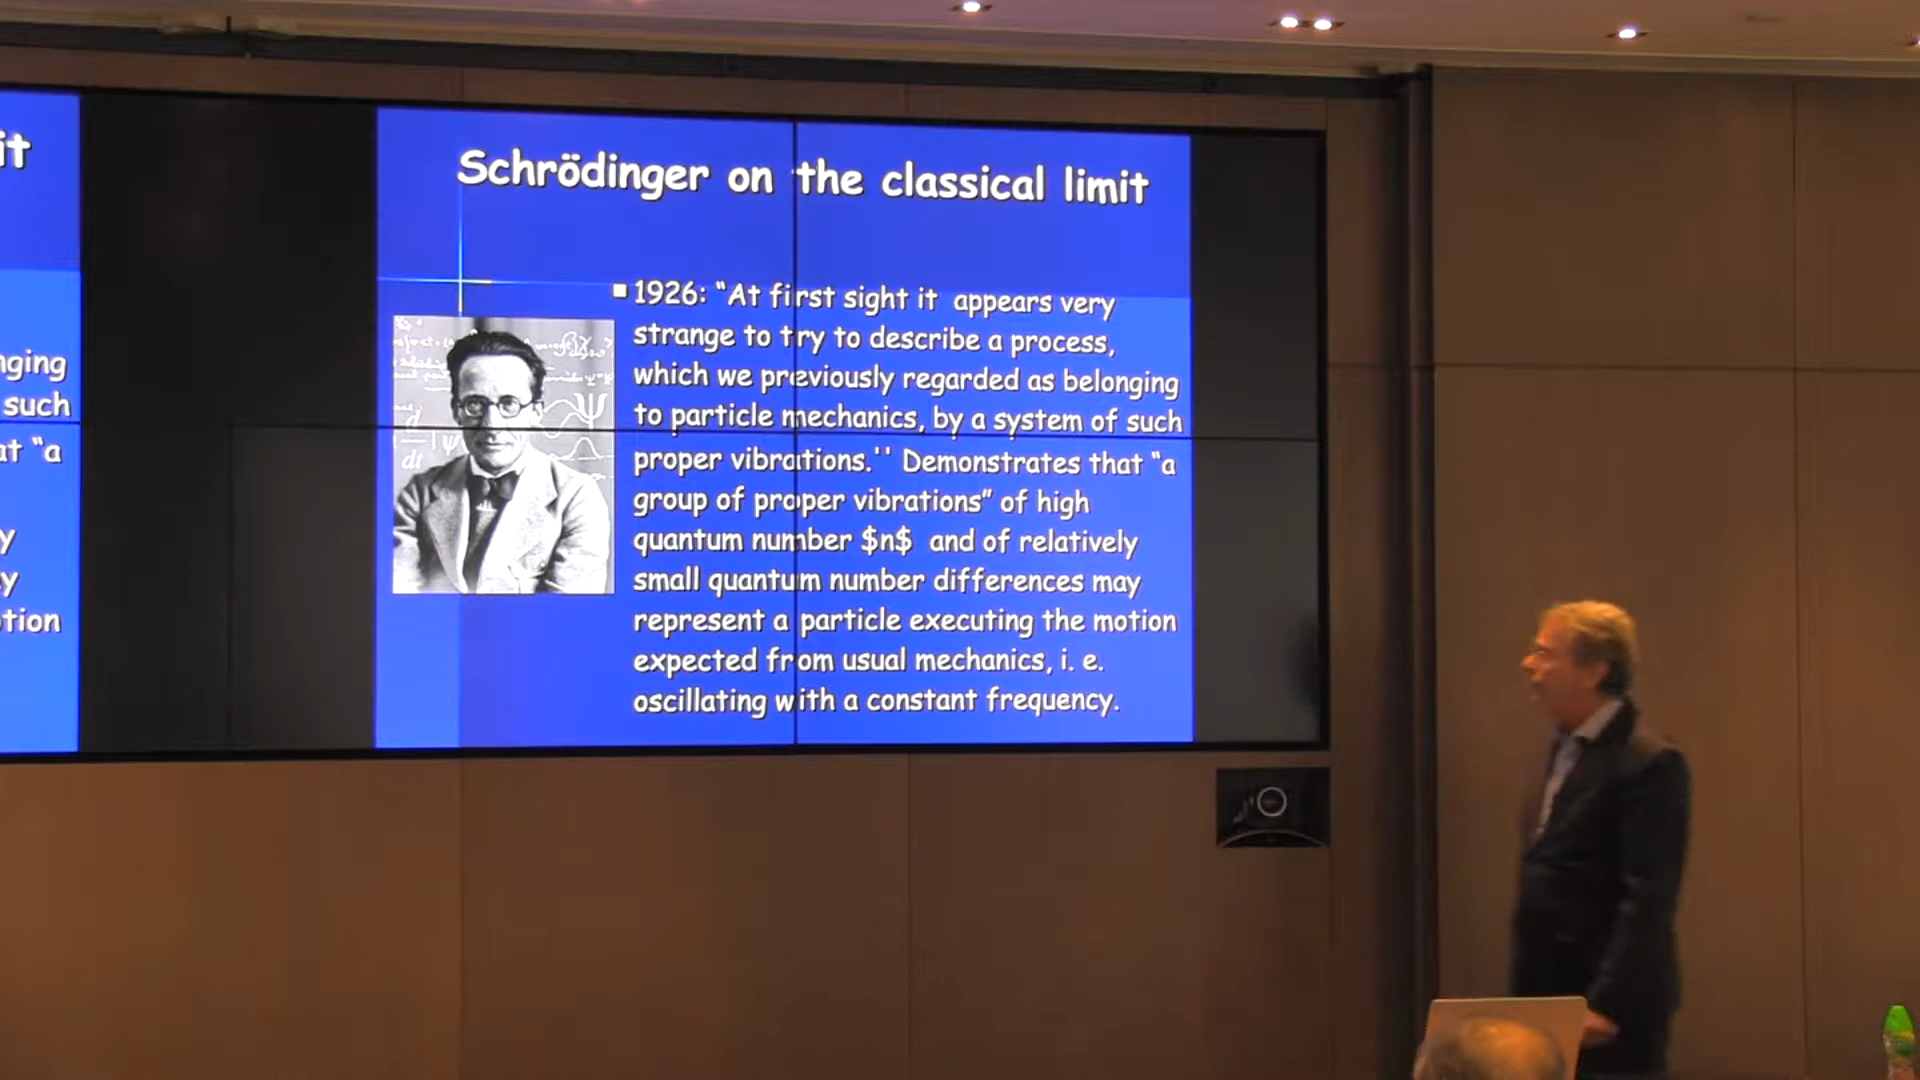 it
nging
such
at “a
y
y
tion
Schrödinger on the classical limit
1926: “At first sight it appears very
strange to try to describe a process,
which we previously regarded as belonging
to particle mechanics, by a system of such
proper vibrations.'' Demonstrates that “a
group of proper vibrations” of high
quantum number $n$ and of relatively
small quantum number differences may
represent a particle executing the motion
expected from usual mechanics, i. e.
oscillating with a constant frequency.
d
dt
ψ
Ψ